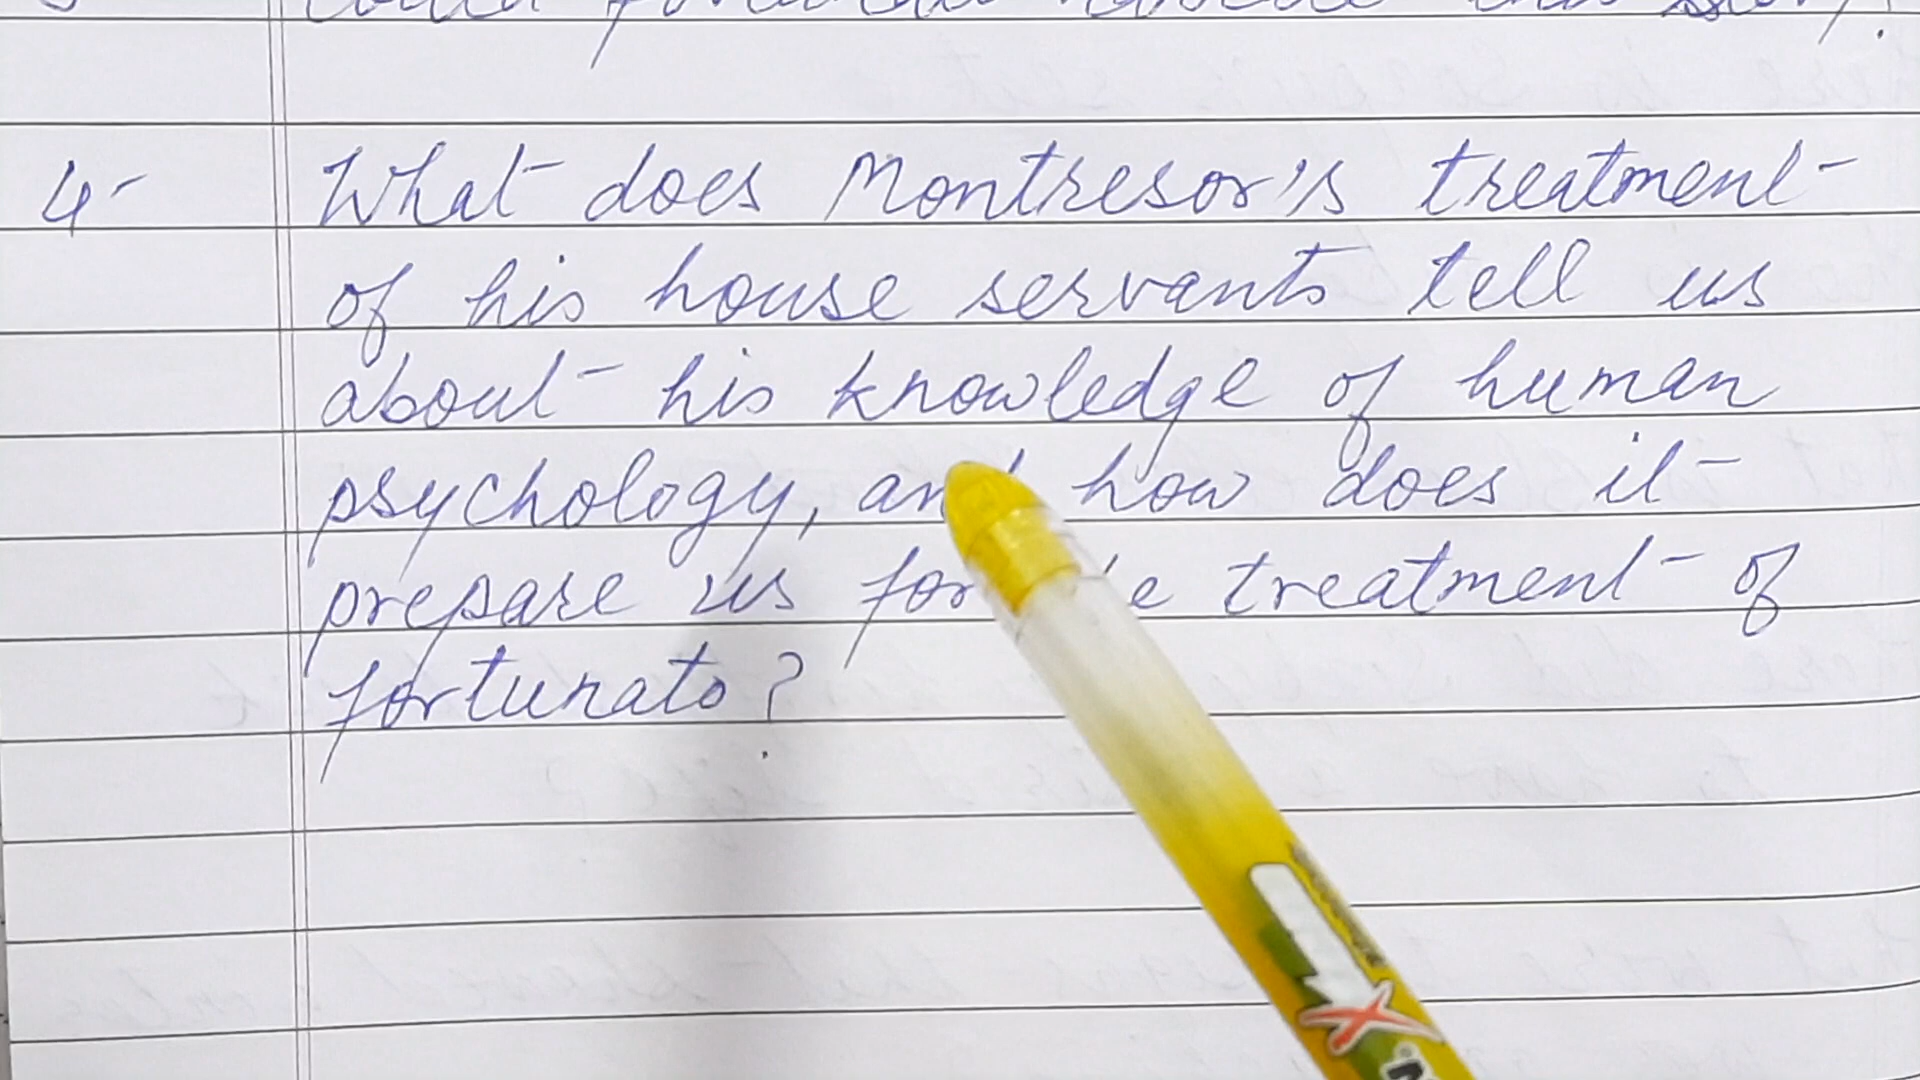 4- What does Montresor's treatment
of his house servants tell us
about his knowledge of human
psychology, and how does it
prepare us for treatment of
fortunato?